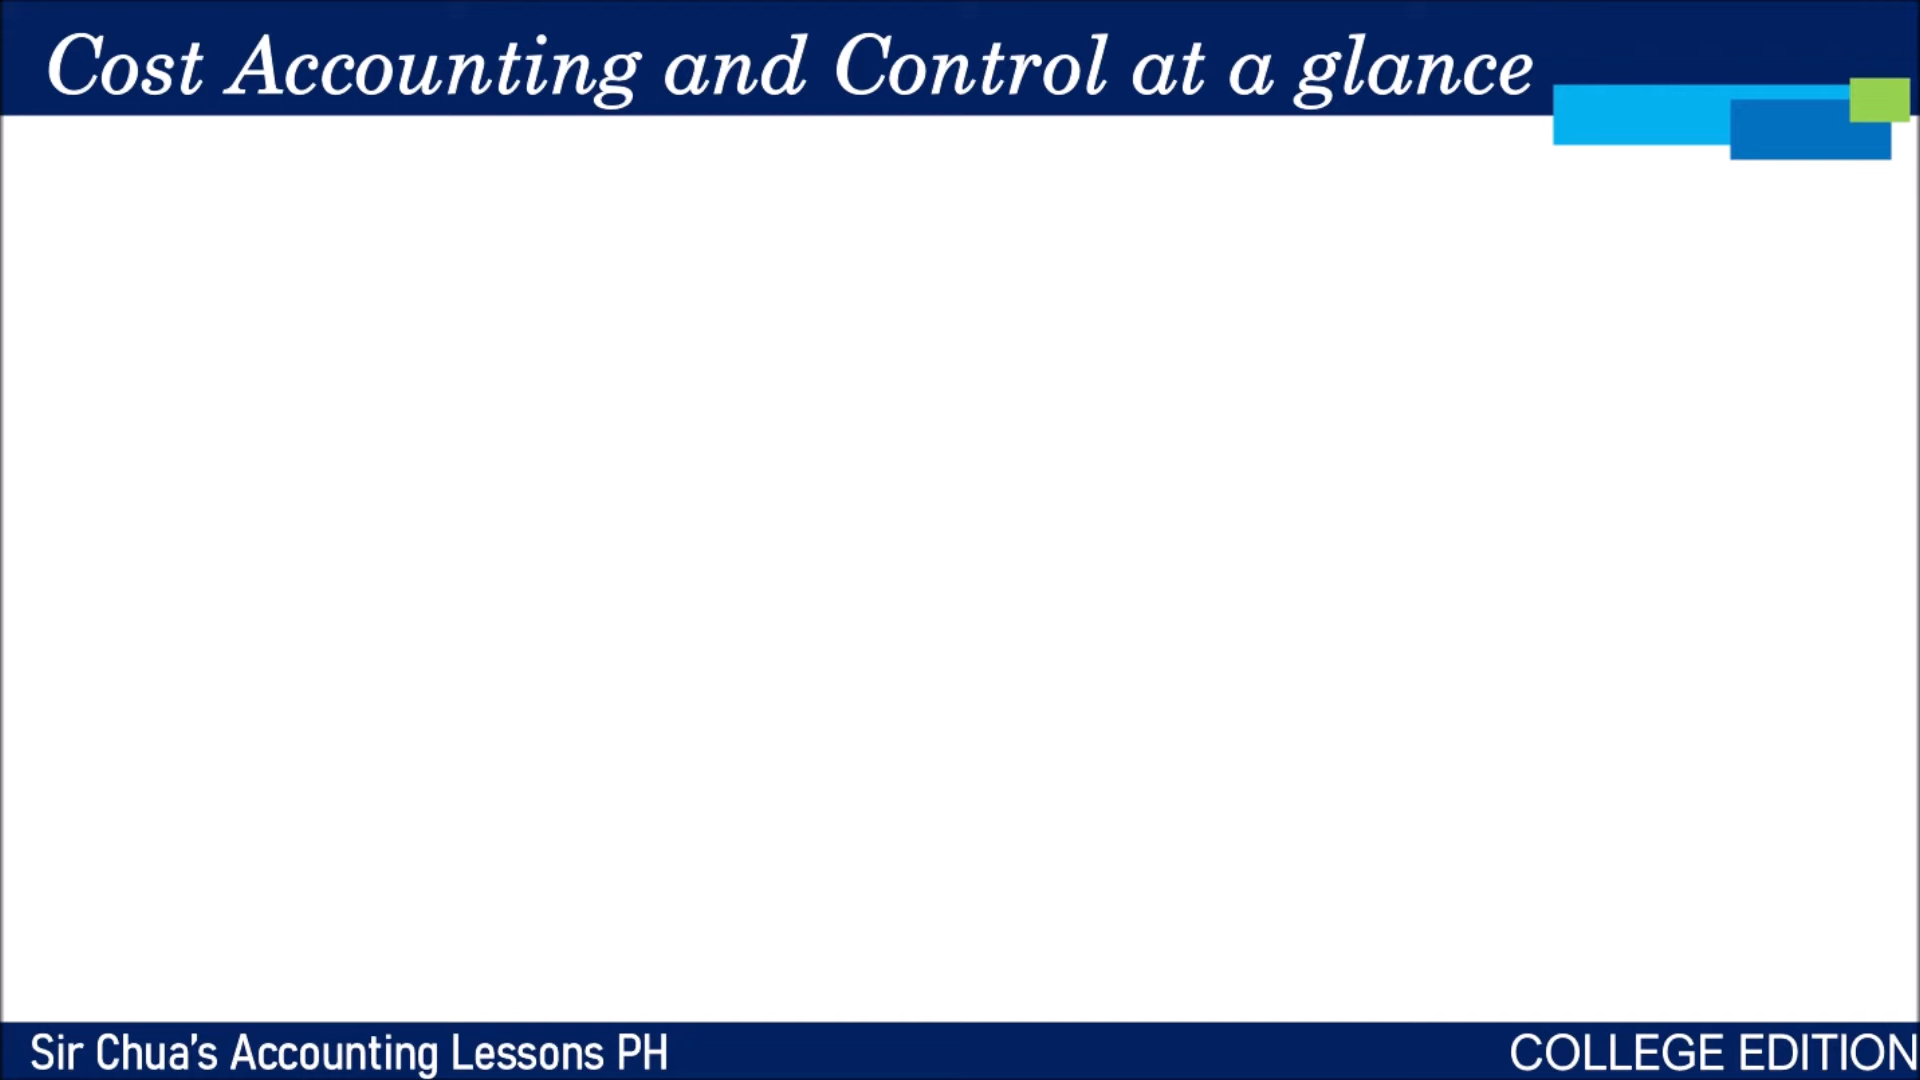 Cost Accounting and Control at a glance
Sir Chua's Accounting Lessons PH
COLLEGE EDITION